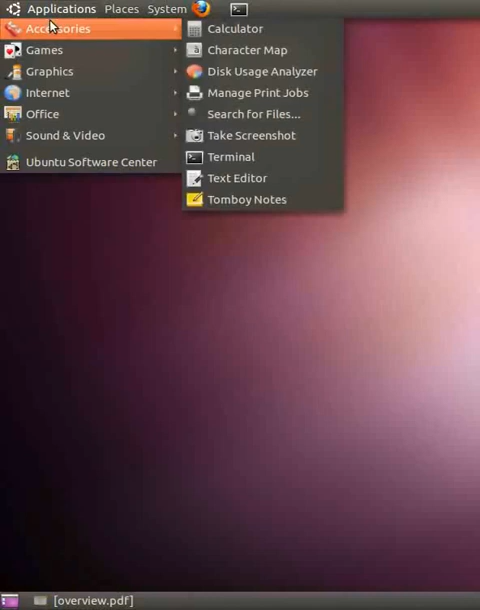 Applications Places System
Accessories
Games
Graphics
Internet
Office
Sound & Video
Ubuntu Software Center
Calculator
Character Map
Disk Usage Analyzer
Manage Print Jobs
Search for Files...
Take Screenshot
Terminal
Text Editor
Tomboy Notes
[overview.pdf]